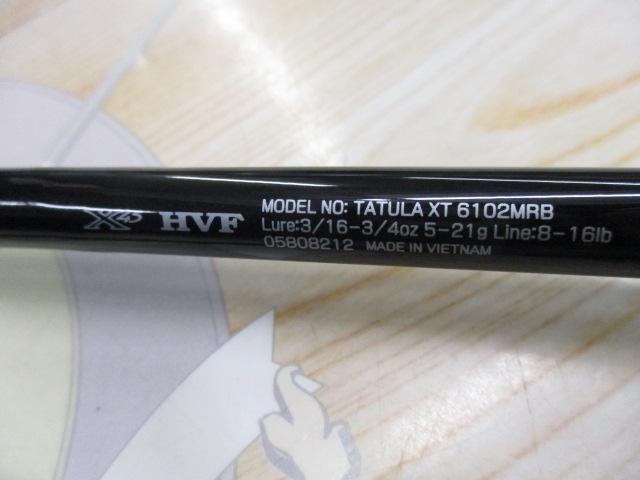 X45 HVF
MODEL NO: TATULA XT 6102MRB
Lure:3/16-3/4oz 5-21g Line:8-16lb
05808212 MADE IN VIETNAM